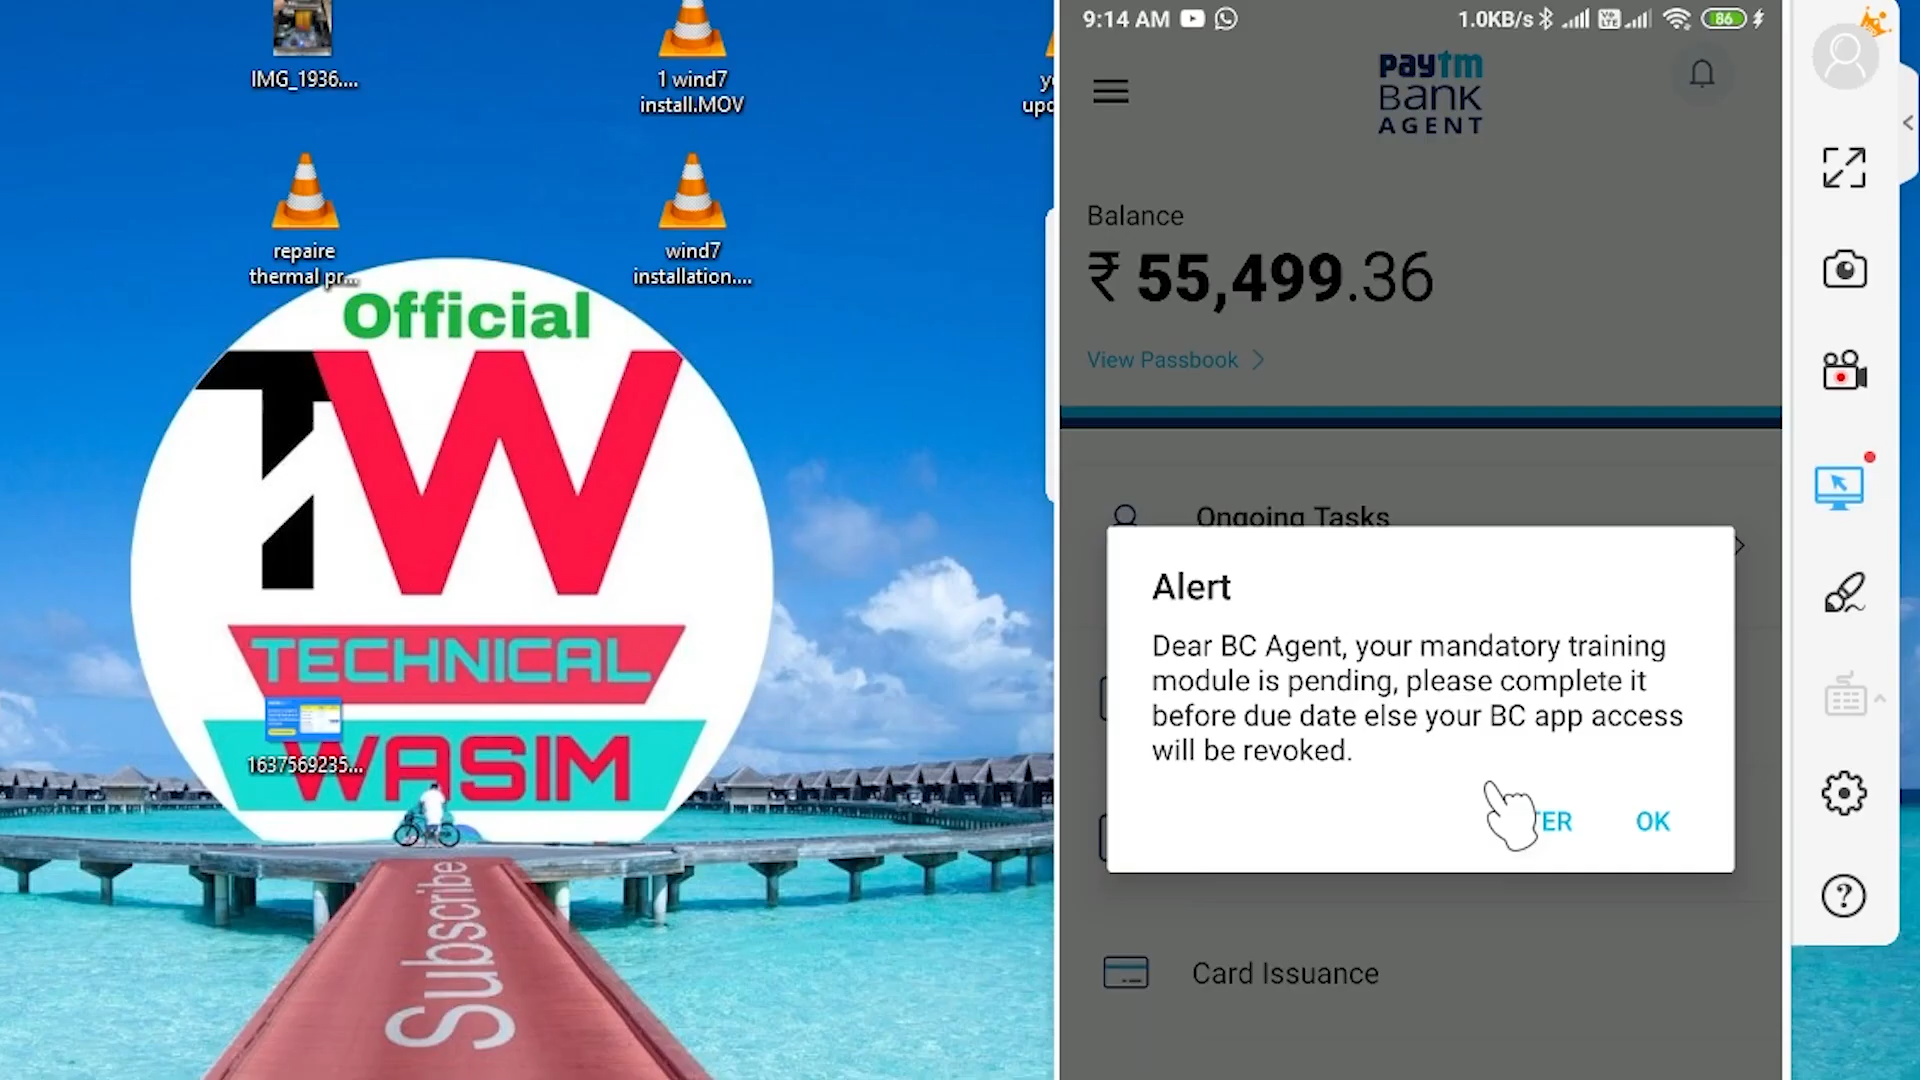 IMG_1936....
1 wind7
install.MOV
repaire
thermal pr...
wind7
installation....
Official
TW
TECHNICAL
WASIM
1637569235...
Subscribe
9:14 AM
1.0KB/s
86
paytm
Bank
AGENT
Balance
₹ 55,499.36
View Passbook
Ongoing Tasks
Alert
Dear BC Agent, your mandatory training
module is pending, please complete it
before due date else your BC app access
will be revoked.
OK
Card Issuance